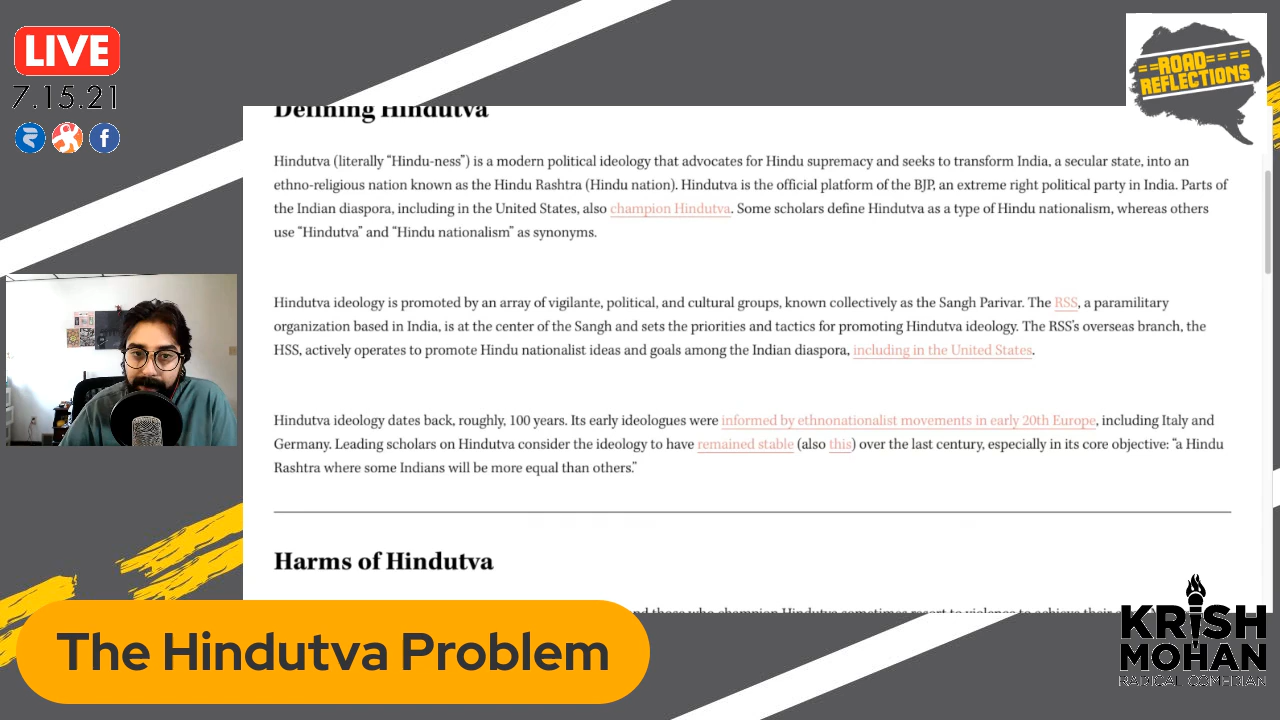 LIVE
7.15.21
==ROAD====
REFLECTIONS
Defining Hindutva
Hindutva (literally “Hindu-ness”) is a modern political ideology that advocates for Hindu supremacy and seeks to transform India, a secular state, into an
ethno-religious nation known as the Hindu Rashtra (Hindu nation). Hindutva is the official platform of the BJP, an extreme right political party in India. Parts of
the Indian diaspora, including in the United States, also champion Hindutva. Some scholars define Hindutva as a type of Hindu nationalism, whereas others
use “Hindutva” and “Hindu nationalism” as synonyms.
Hindutva ideology is promoted by an array of vigilante, political, and cultural groups, known collectively as the Sangh Parivar. The RSS, a paramilitary
organization based in India, is at the center of the Sangh and sets the priorities and tactics for promoting Hindutva ideology. The RSS’s overseas branch, the
HSS, actively operates to promote Hindu nationalist ideas and goals among the Indian diaspora, including in the United States.
Hindutva ideology dates back, roughly, 100 years. Its early ideologues were informed by ethnonationalist movements in early 20th Europe, including Italy and
Germany. Leading scholars on Hindutva consider the ideology to have remained stable (also this) over the last century, especially in its core objective: “a Hindu
Rashtra where some Indians will be more equal than others.”
Harms of Hindutva
those who champion Hindutva sometimes resort to violence to achieve their
The Hindutva Problem
KRISH
MOHAN
RADICAL COMEDIAN